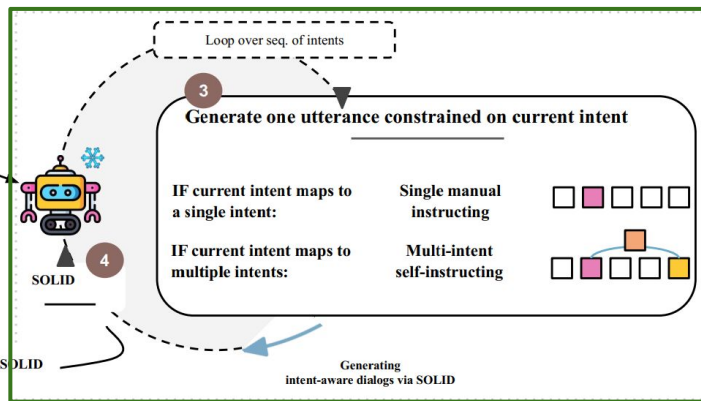 Loop over seq. of intents
3
Generate one utterance constrained on current intent
IF current intent maps to
a single intent:
Single manual
instructing
IF current intent maps to
multiple intents:
Multi-intent
self-instructing
4
SOLID
SOLID
Generating
intent-aware dialogs via SOLID